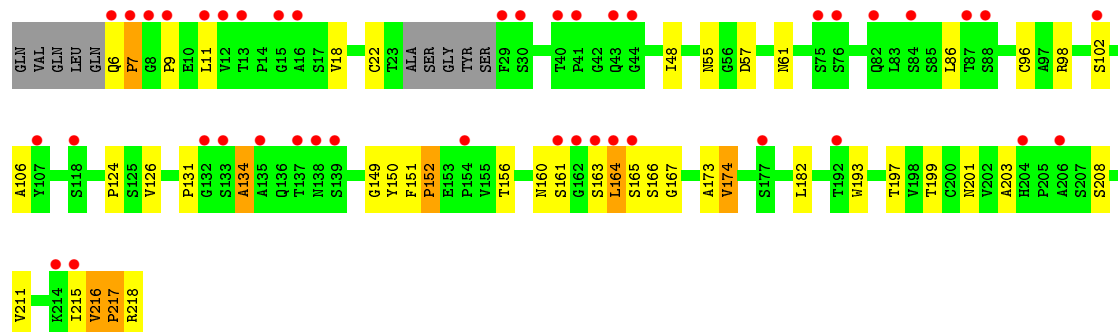 GLN VAL GLN LEU GLN Q6 P7 G8 P9 E10 L11 V12 T13 P14 G15 A16 S17 V18 C22 T23 ALA SER GLY TYR SER F29 S30 T40 P41 G42 Q43 G44 I48 N55 G56 D57 N61 S75 S76 Q82 L83 S84 S85 L86 T87 S88 C96 A97 R98 S102
A106 Y107 S118 P124 S125 V126 P131 G132 S133 A134 A135 Q136 T137 N138 S139 G149 Y150 F151 P152 E153 P154 V155 T156 N160 S161 G162 S163 L164 S165 S166 G167 A173 V174 S177 L182 T192 W193 T197 V198 T199 C200 N201 V202 A203 H204 P205 A206 S207 S208
V211 K214 I215 V216 P217 R218